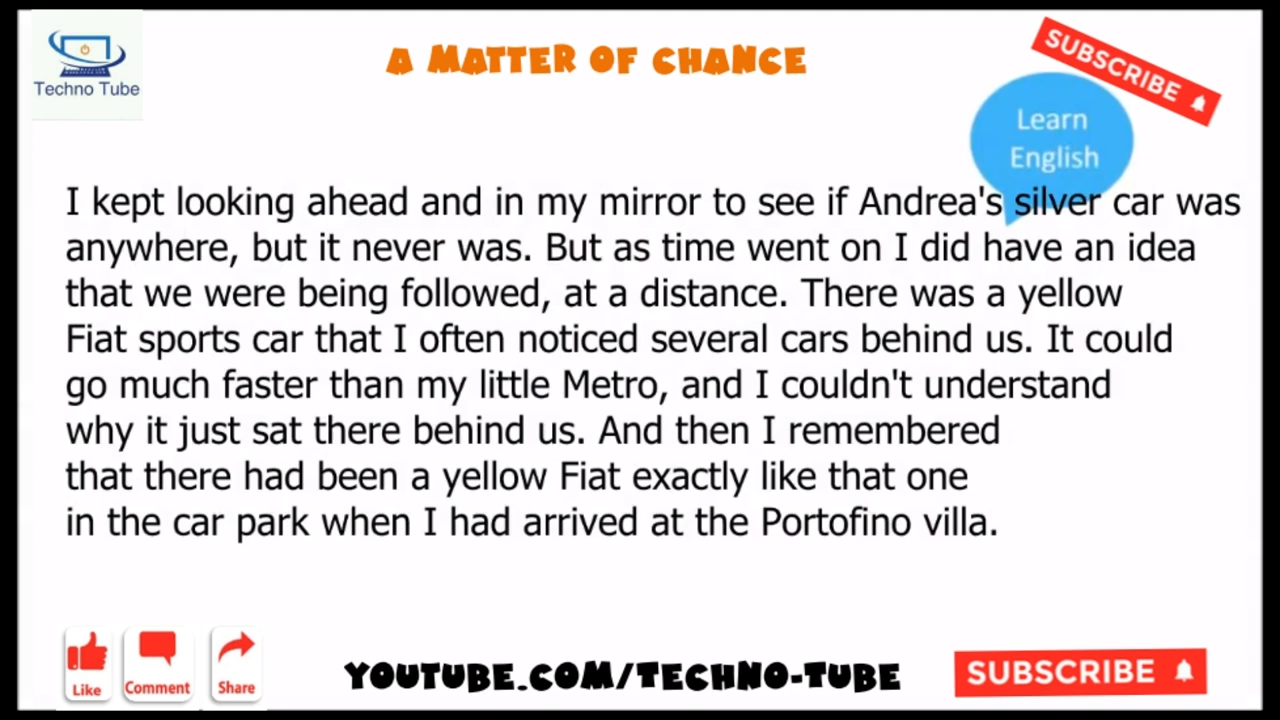 Techno Tube
A MATTER OF CHANCE
SUBSCRIBE
Learn
English
I kept looking ahead and in my mirror to see if Andrea's silver car was
anywhere, but it never was. But as time went on I did have an idea
that we were being followed, at a distance. There was a yellow
Fiat sports car that I often noticed several cars behind us. It could
go much faster than my little Metro, and I couldn't understand
why it just sat there behind us. And then I remembered
that there had been a yellow Fiat exactly like that one
in the car park when I had arrived at the Portofino villa.
Like
Comment
Share
YOUTUBE.COM/TECHNO-TUBE
SUBSCRIBE